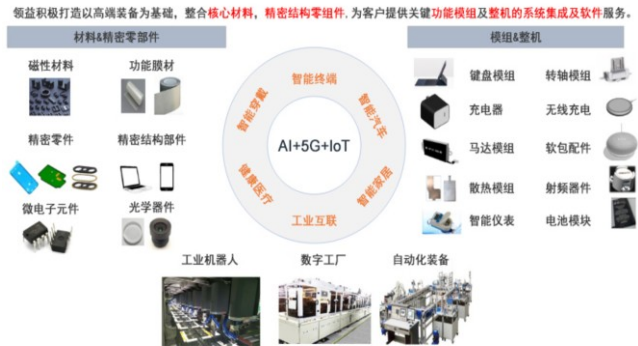 领益积极打造以高端装备为基础，整合核心材料，精密结构零组件,为客户提供关键功能模组及整机的系统集成及软件服务。
材料&精密零部件
磁性材料
功能膜材
精密零件
精密结构部件
微电子元件
光学器件
智能终端
智能穿戴
智能汽车
AI+5G+IoT
健康医疗
智能家居
工业互联
模组&整机
键盘模组
转轴模组
充电器
无线充电
马达模组
软包配件
散热模组
射频器件
智能仪表
电池模块
工业机器人
数字工厂
自动化装备